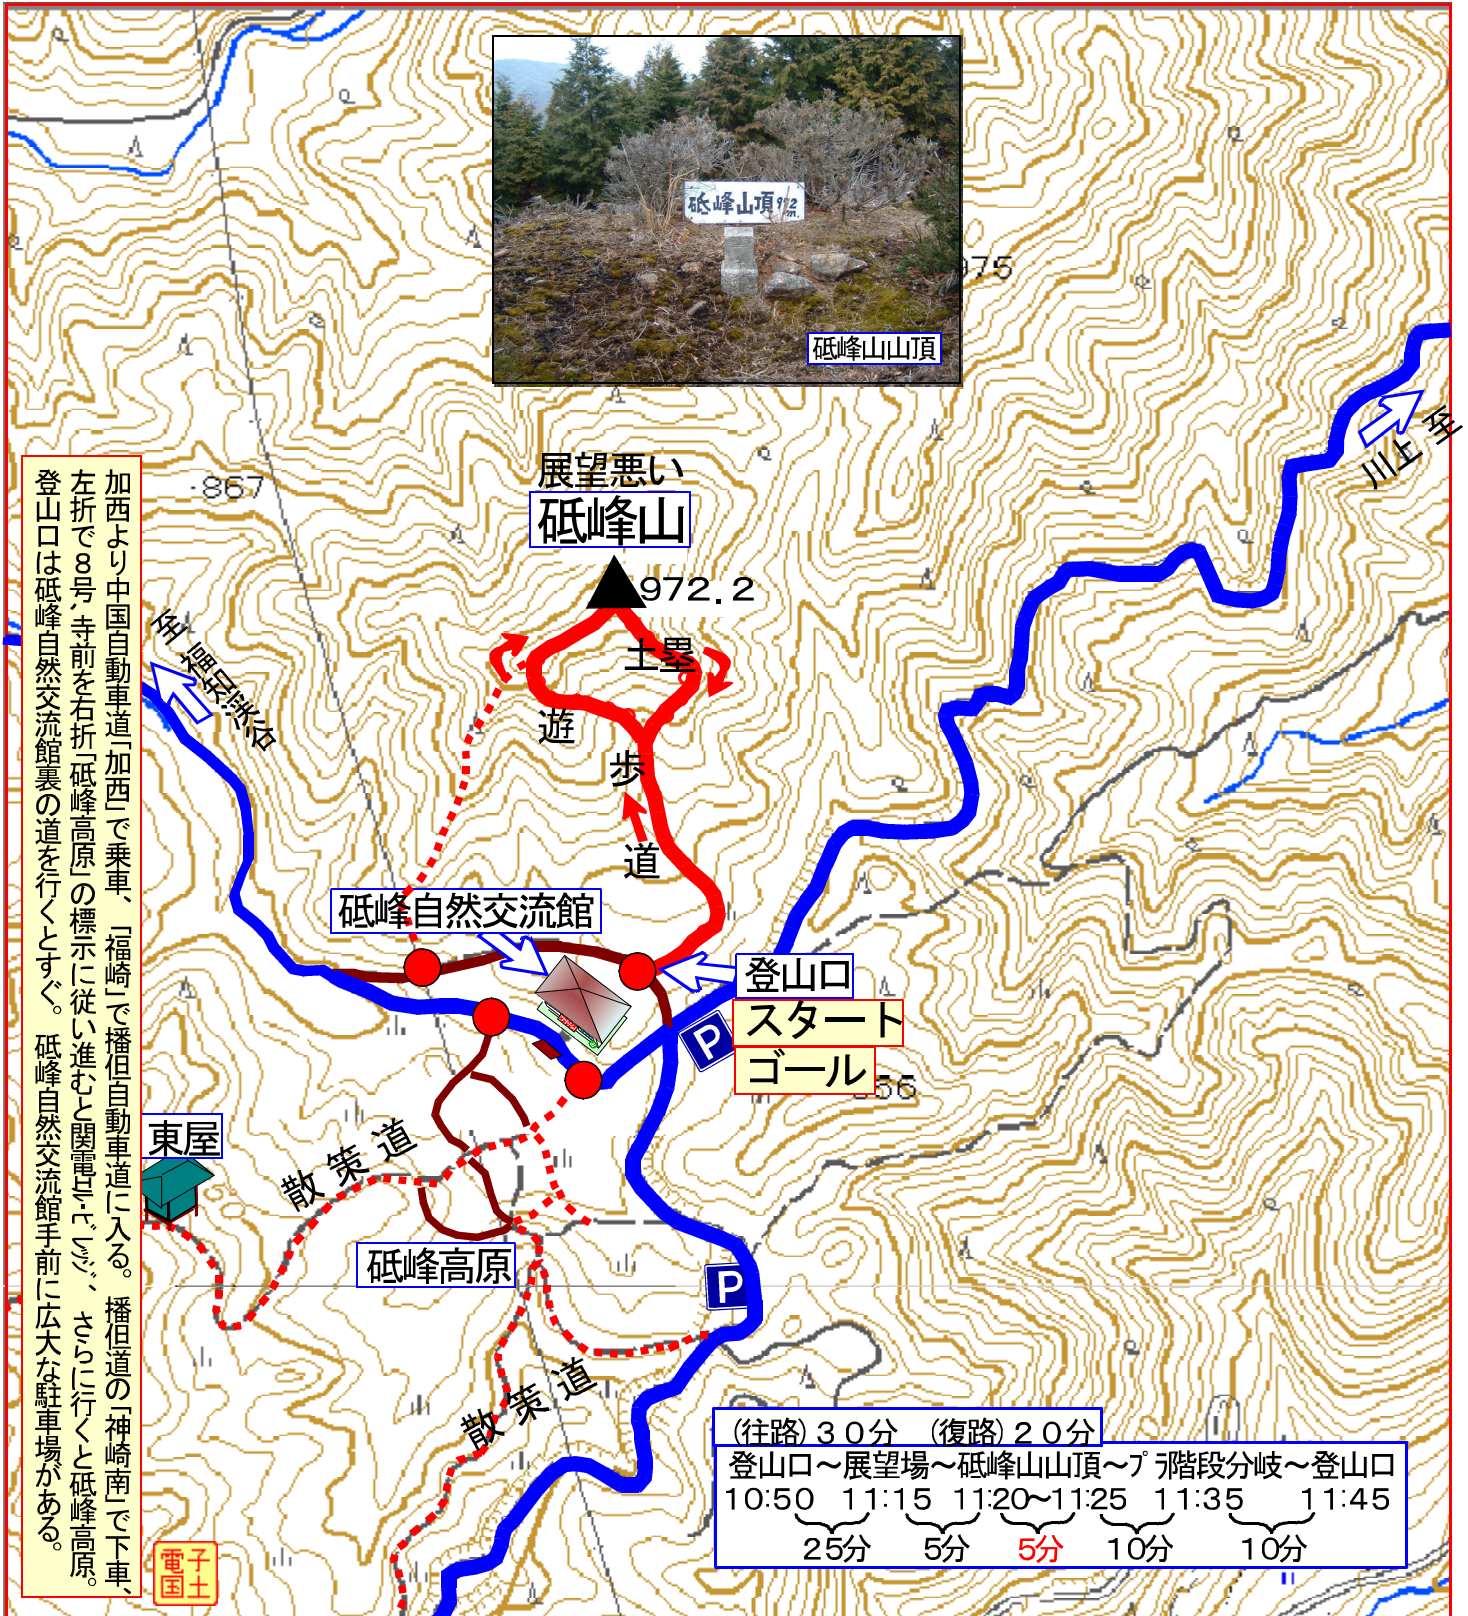 砥峰山頂972m.
砥峰山山頂
975
至 川上
867
展望悪い
砥峰山
972.2
土塁
遊
歩
道
至 福知渓谷
砥峰自然交流館
登山口
スタート
ゴール
P
東屋
散策道
砥峰高原
P
散策道
加西より中国自動車道「加西」で乗車、「福崎」で播但自動車道に入る。播但道の「神崎南」で下車、
左折で8号,寺前を右折「砥峰高原」の標示に従い進むと関電エル・ビレッジ、さらに行くと砥峰高原。
登山口は砥峰自然交流館裏の道を行くとすぐ。砥峰自然交流館手前に広大な駐車場がある。
(往路)30分 (復路)20分
登山口~展望場~砥峰山山頂~プラ階段分岐~登山口
10:50 11:15 11:20~11:25 11:35 11:45
25分 5分 5分 10分 10分
電子国土